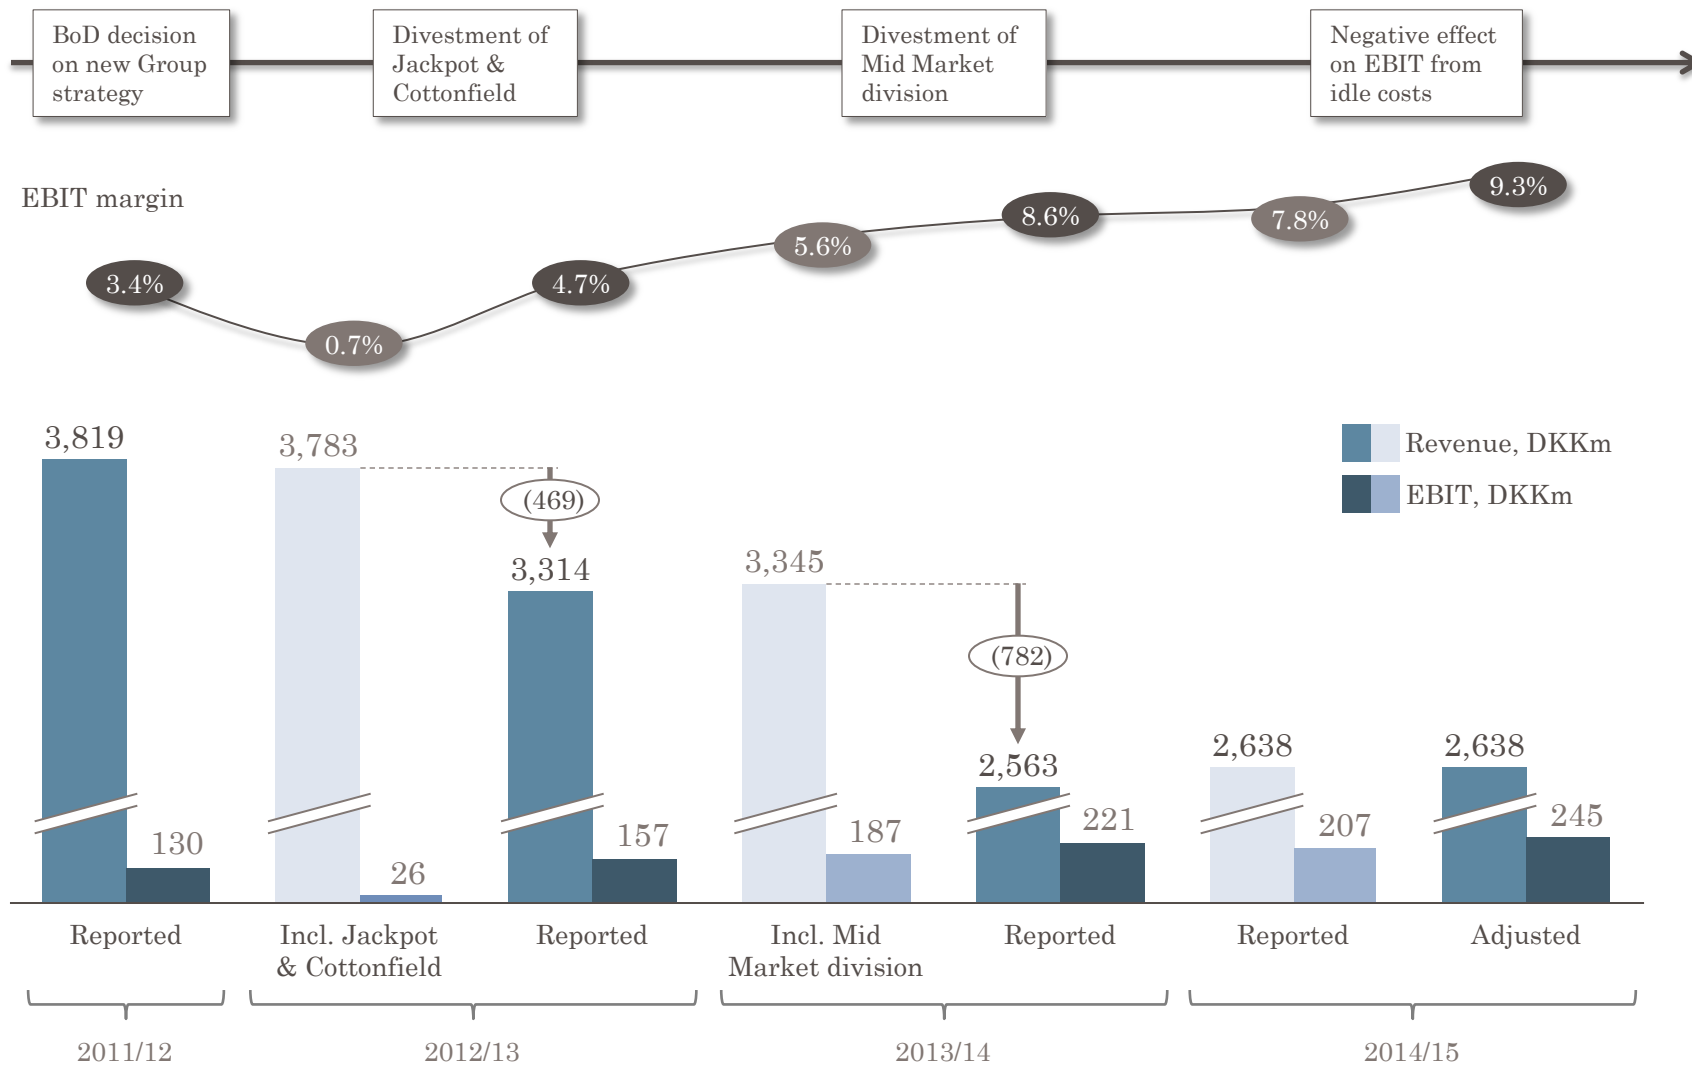 BoD decision
on new Group
strategy
Divestment of
Jackpot &
Cottonfield
Divestment of
Mid Market
division
Negative effect
on EBIT from
idle costs
EBIT margin
3.4%
0.7%
4.7%
5.6%
8.6%
7.8%
9.3%
Revenue, DKKm
EBIT, DKKm
3,819
130
3,783
26
(469)
3,314
157
3,345
187
(782)
2,563
221
2,638
207
2,638
245
Reported
Incl. Jackpot
& Cottonfield
Reported
Incl. Mid
Market division
Reported
Reported
Adjusted
2011/12
2012/13
2013/14
2014/15